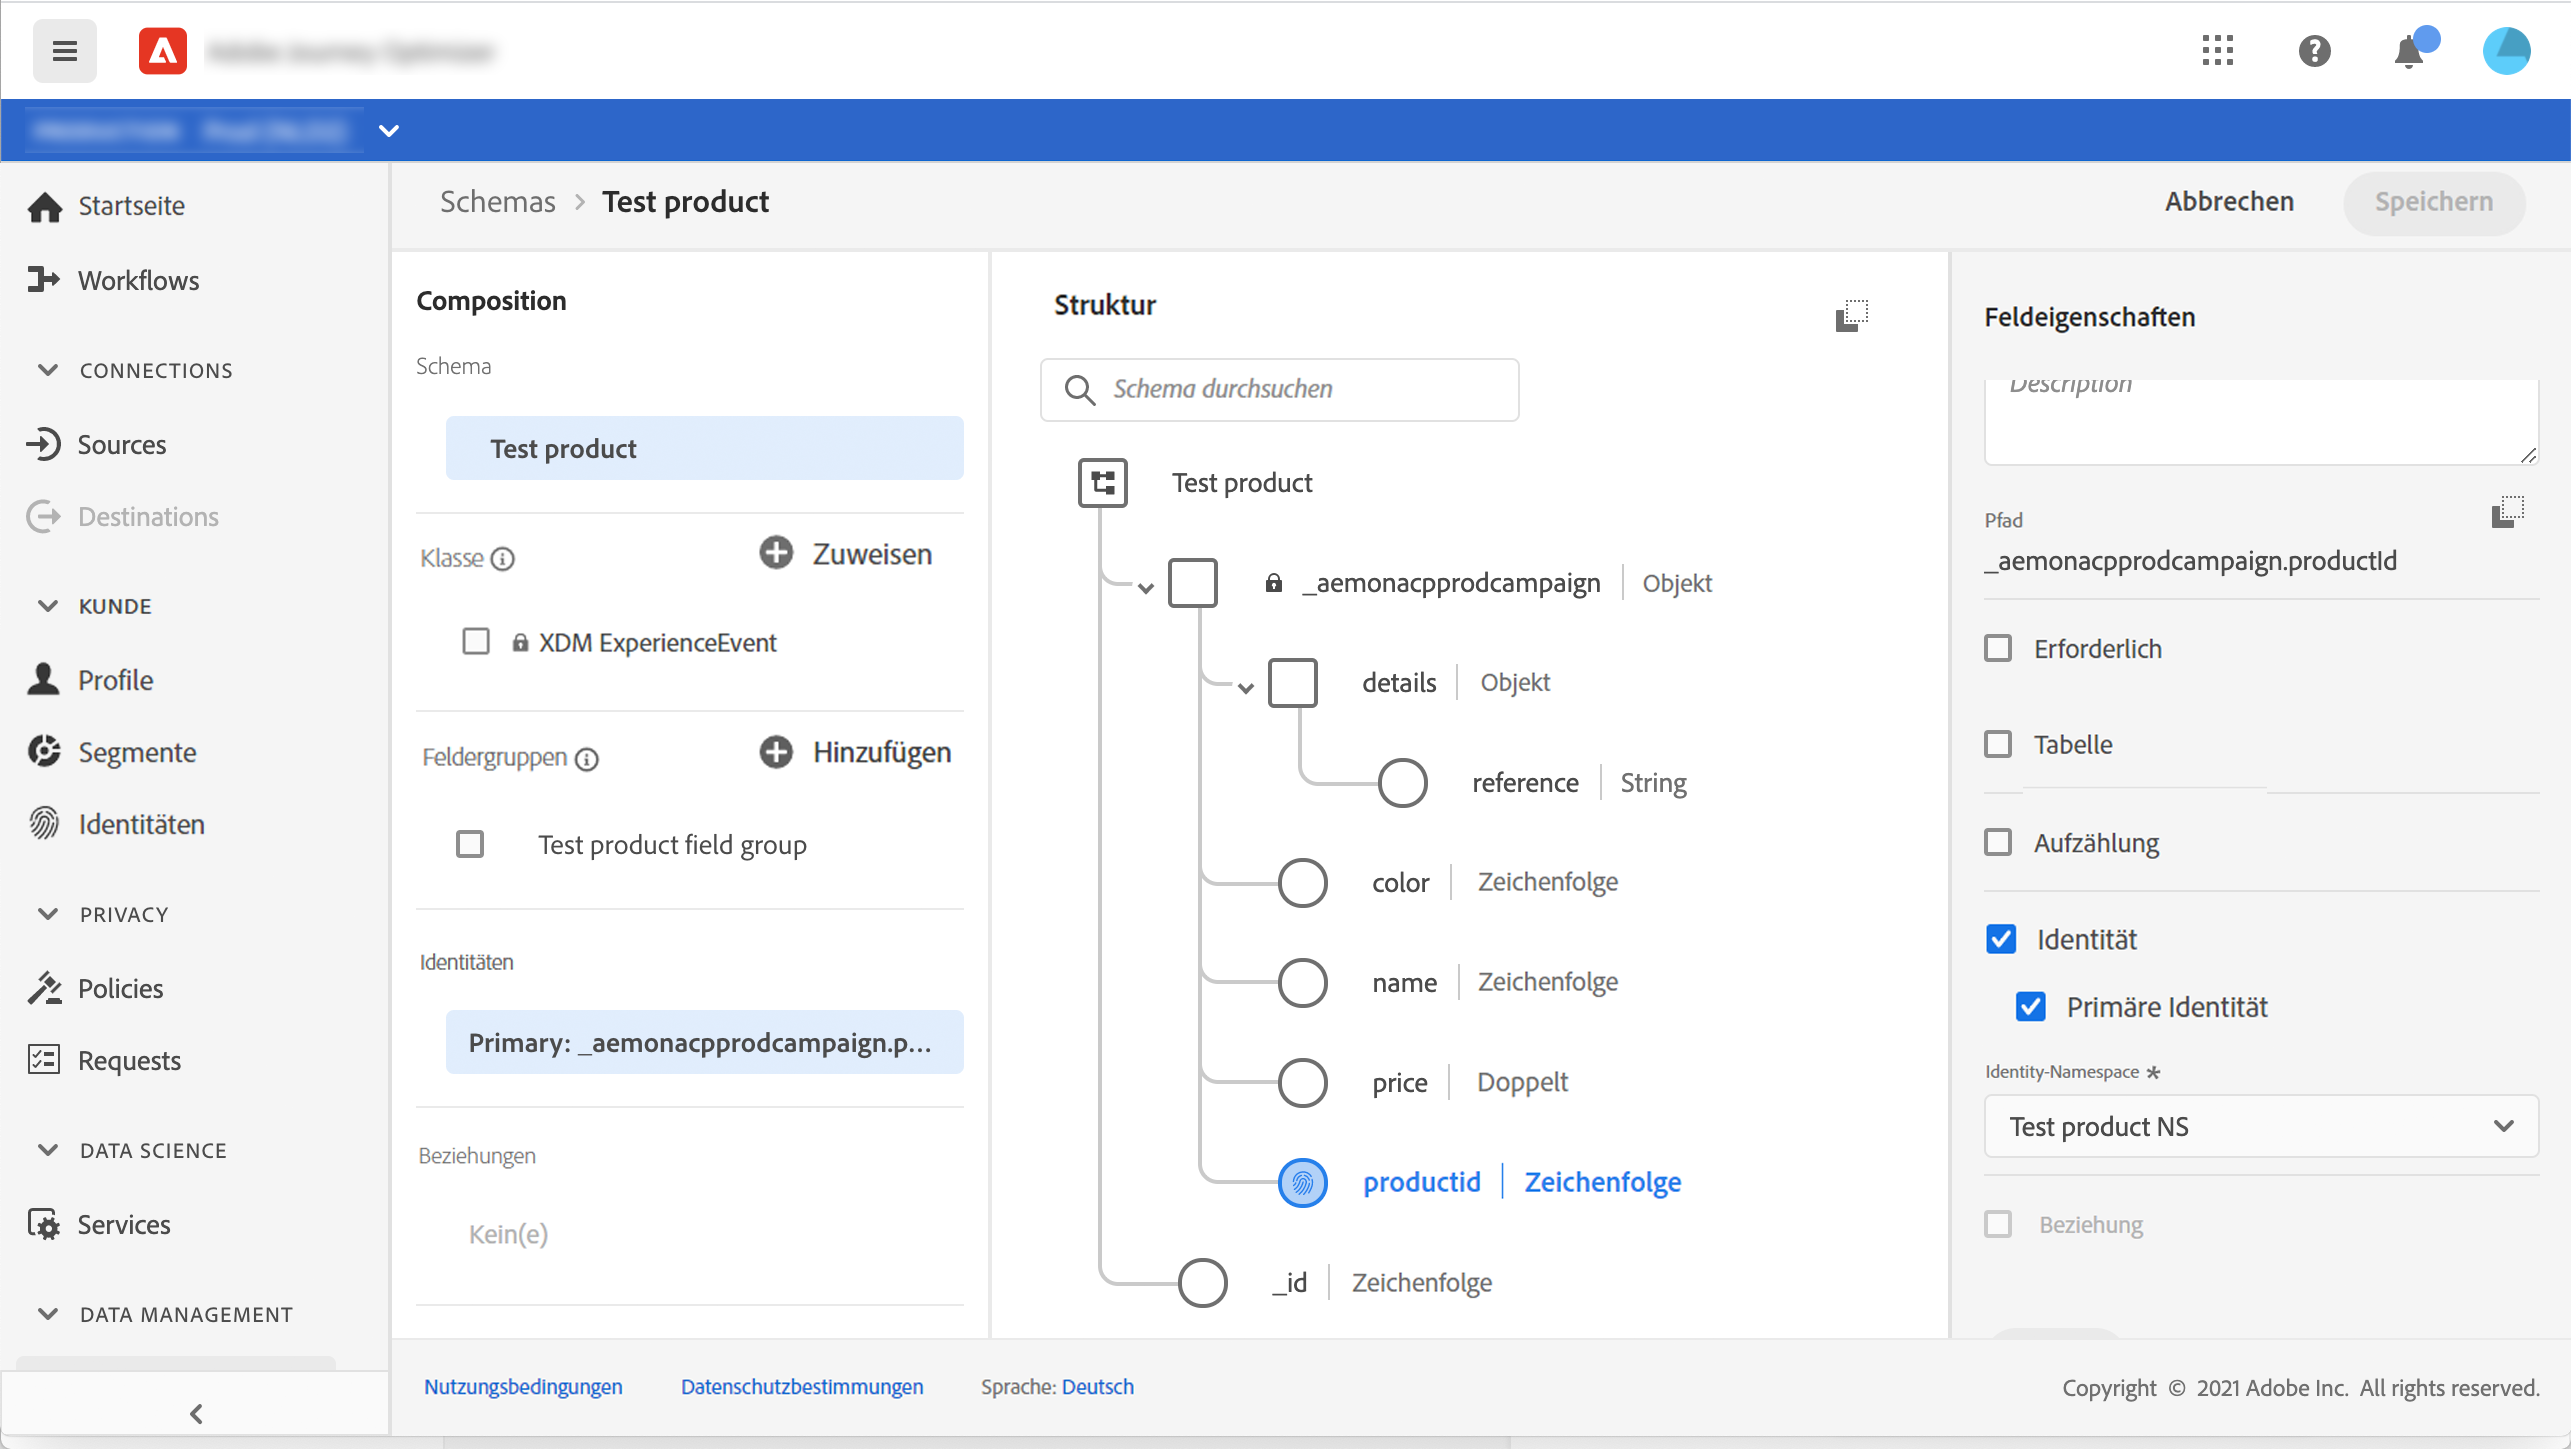 Schemas > Test product
Abbrechen
Speichern
Startseite
Workflows
CONNECTIONS
Sources
Destinations
KUNDE
Profile
Segmente
Identitäten
PRIVACY
Policies
Requests
DATA SCIENCE
Services
DATA MANAGEMENT
Composition
Schema
Test product
Klasse
Zuweisen
XDM ExperienceEvent
Feldergruppen
Hinzufügen
Test product field group
Identitäten
Primary: _aemonacpprodcampaign.p...
Beziehungen
Kein(e)
Struktur
Schema durchsuchen
Test product
_aemonacpprodcampaign | Objekt
details | Objekt
reference | String
color | Zeichenfolge
name | Zeichenfolge
price | Doppelt
productid | Zeichenfolge
_id | Zeichenfolge
Feldeigenschaften
Description
Pfad
_aemonacpprodcampaign.productId
Erforderlich
Tabelle
Aufzählung
Identität
Primäre Identität
Identity-Namespace *
Test product NS
Beziehung
Nutzungsbedingungen
Datenschutzbestimmungen
Sprache: Deutsch
Copyright © 2021 Adobe Inc. All rights reserved.